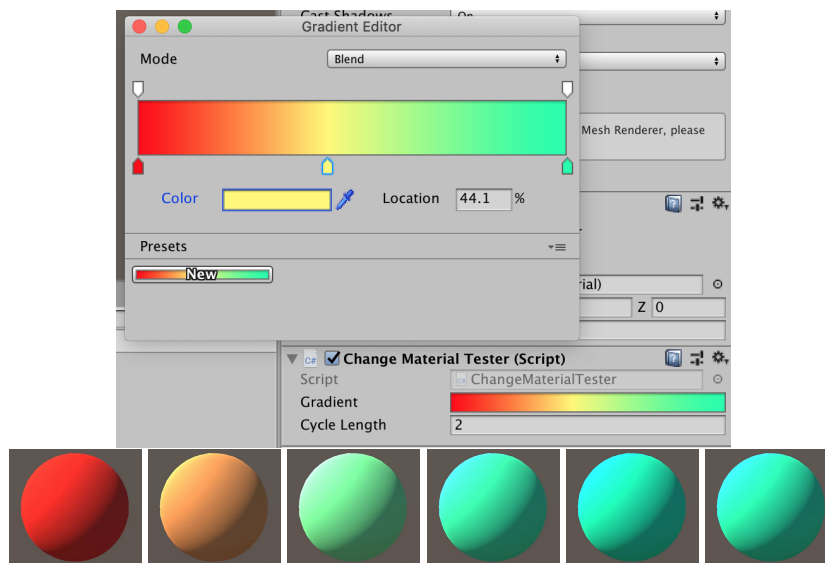 Cast Shadows On
Gradient Editor
Mode Blend
Mesh Renderer, please
Color Location 44.1 %
Presets
New
rial)
Z 0
C# Change Material Tester (Script)
Script ChangeMaterialTester
Gradient
Cycle Length 2